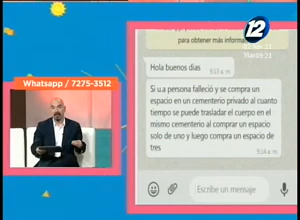 12
para obtener más informa
Hola buenos días
9:13 a. m.
Whatsapp / 7275-3512
Si u.a persona falleció y se compra un
espacio en un cementerio privado al cuanto
tiempo se puede trasladar el cuerpo en el
mismo cementerio al comprar un espacio
solo de uno y luego compra un espacio de
tres
9:14 a. m.
Escribe un mensaje